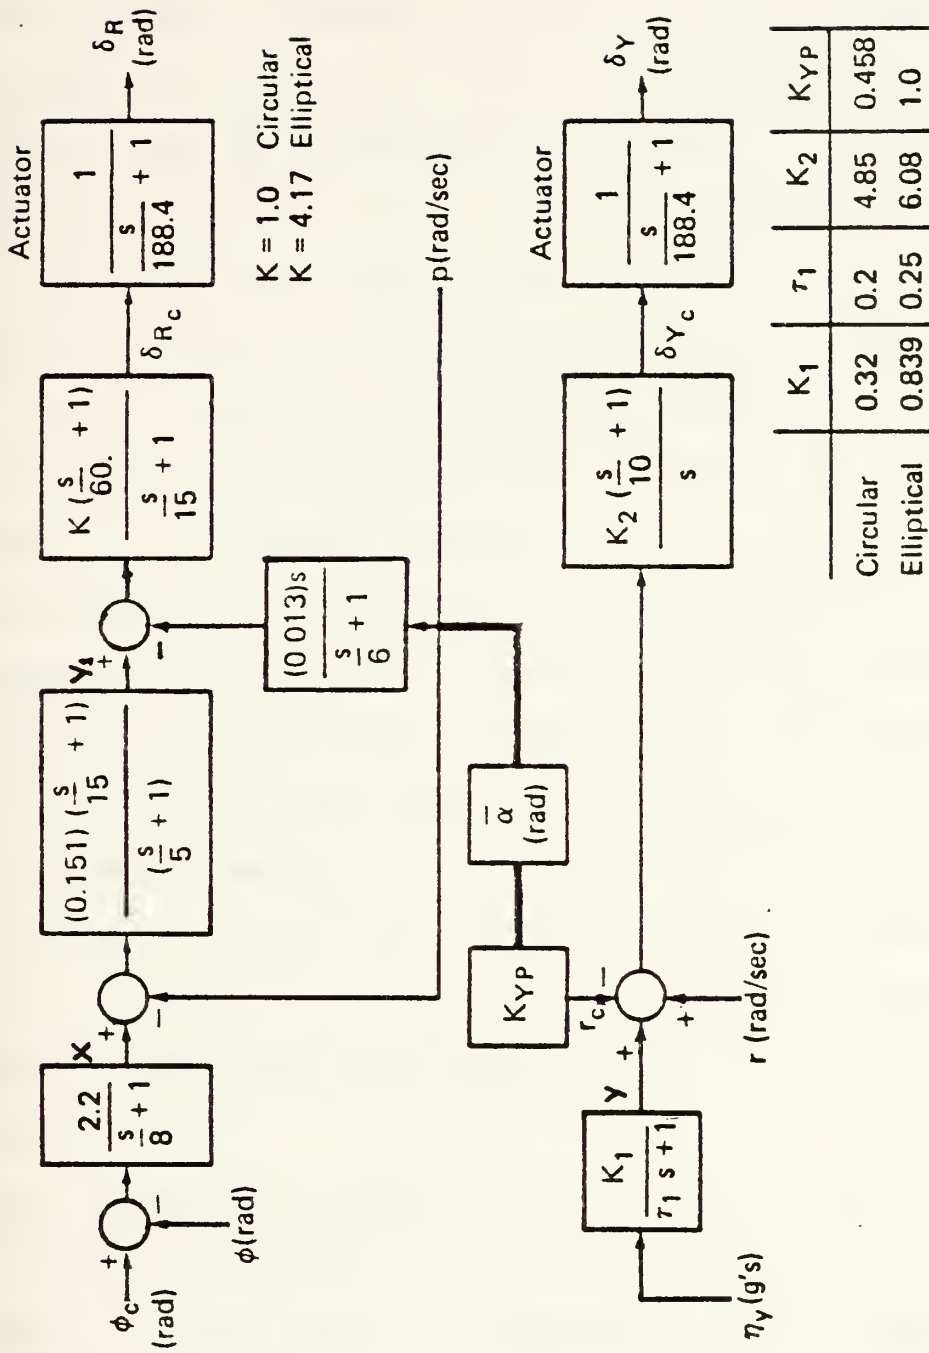 ϕc
(rad)
+
−
ϕ(rad)
2.2
s
8
+ 1
X
+
−
(0.151) (s/15 + 1)
(s/5 + 1)
Y1
+
−
K (s/60. + 1)
s/15 + 1
δRc
Actuator
1
s/188.4 + 1
δR
(rad)
K = 1.0 Circular
K = 4.17 Elliptical
(0 013)s
s/6 + 1
p(rad/sec)
α̅
(rad)
KYP
rc
−
+
+
r (rad/sec)
ηy (g's)
K1
τ1 s + 1
Y
K2 (s/10 + 1)
s
δYc
Actuator
1
s/188.4 + 1
δY
(rad)
K1 τ1 K2 KYP
Circular 0.32 0.2 4.85 0.458
Elliptical 0.839 0.25 6.08 1.0